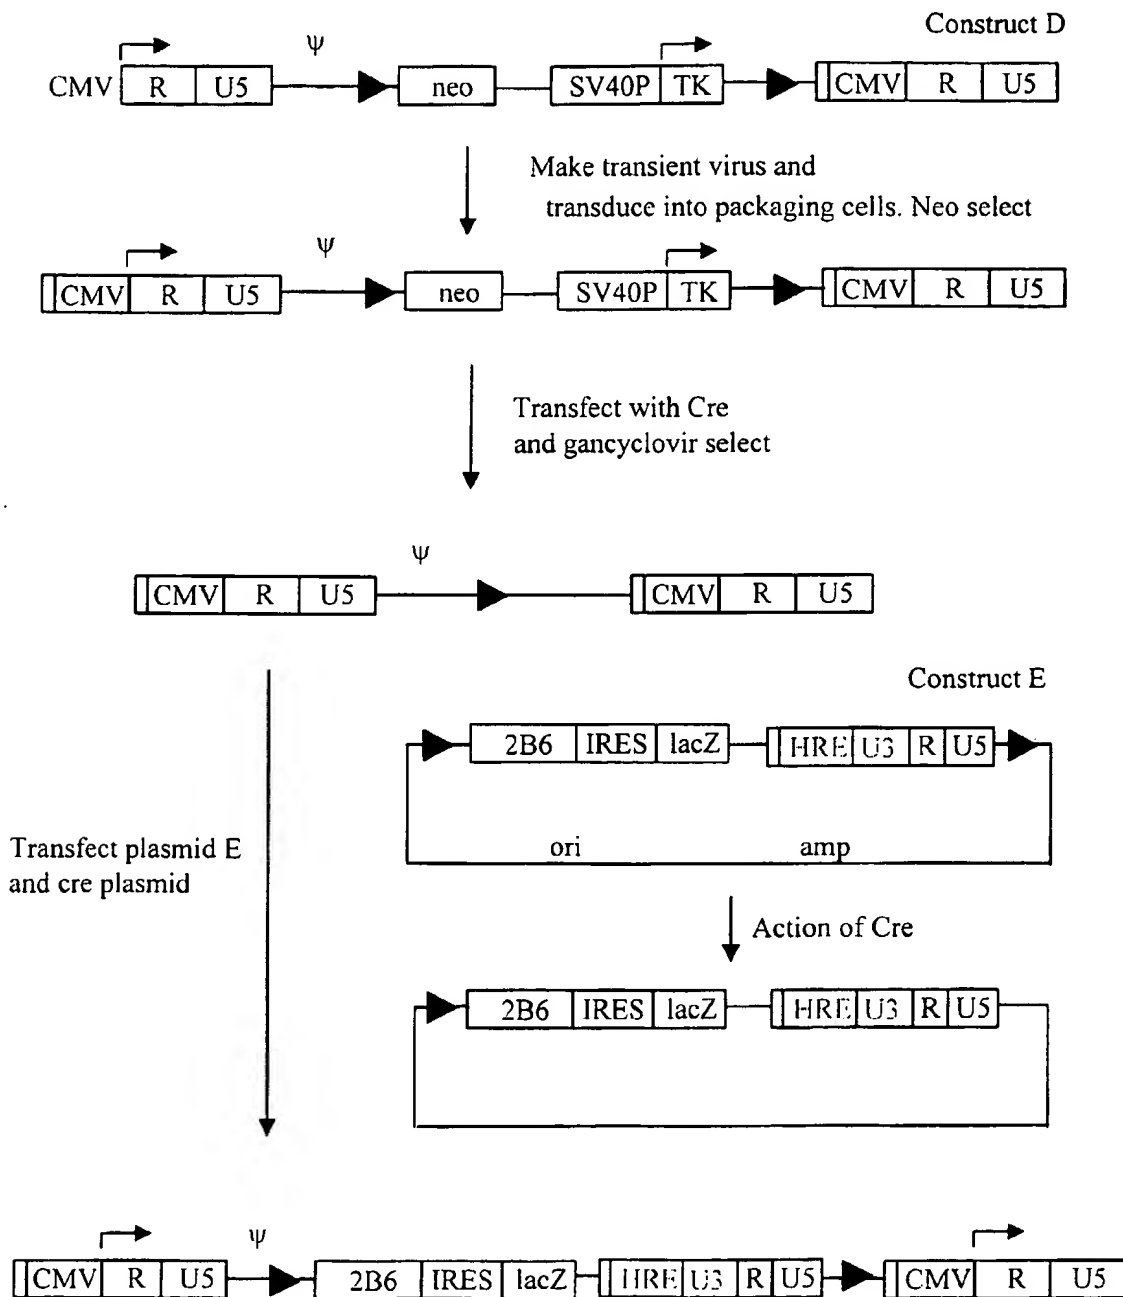 Construct D
ψ
CMV R U5 neo SV40P TK CMV R U5
Make transient virus and
transduce into packaging cells. Neo select
ψ
CMV R U5 neo SV40P TK CMV R U5
Transfect with Cre
and gancyclovir select
ψ
CMV R U5 CMV R U5
Construct E
2B6 IRES lacZ HRE U3 R U5
ori amp
Transfect plasmid E
and cre plasmid
Action of Cre
2B6 IRES lacZ HRE U3 R U5
ψ
CMV R U5 2B6 IRES lacZ HRE U3 R U5 CMV R U5